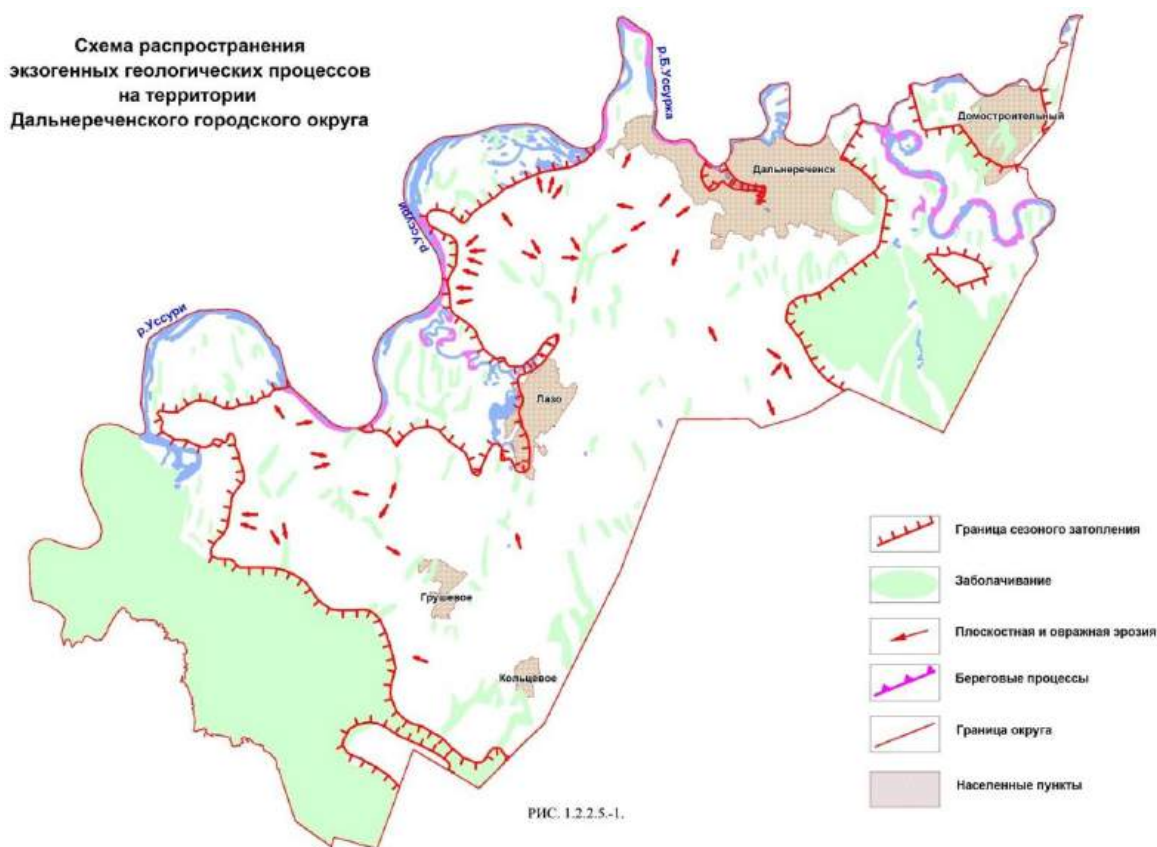 Схема распространения
экзогенных геологических процессов
на территории
Дальнереченского городского округа
р.Б.Уссурка
Домостроительный
Дальнереченск
р.Уссури
р.Уссури
Лазо
Грушевое
Кольцевое
Граница сезоного затопления
Заболачивание
Плоскостная и овражная эрозия
Береговые процессы
Граница округа
Населенные пункты
РИС. 1.2.2.5.-1.